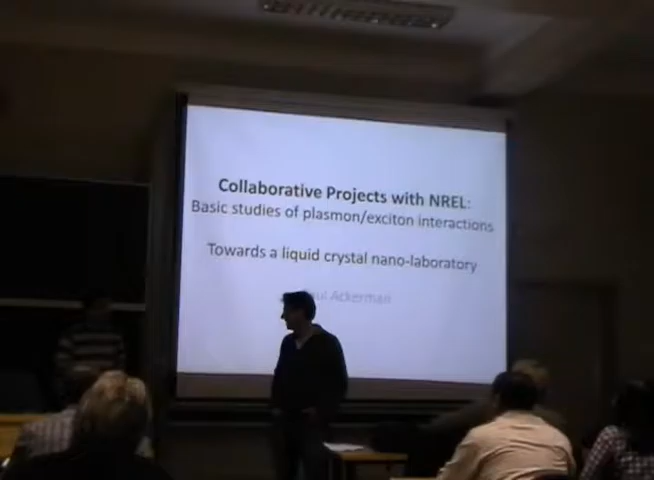 Collaborative Projects with NREL:
Basic studies of plasmon/exciton interactions
Towards a liquid crystal nano-laboratory
Ackerman